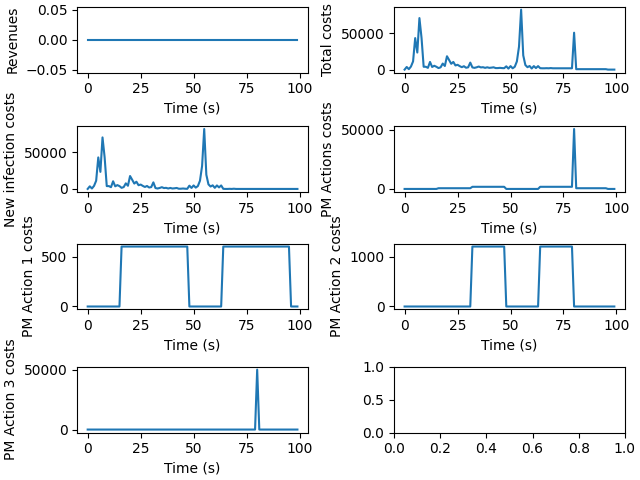 Revenues
0.05
0.00
−0.05
0 25 50 75 100
Time (s)
Total costs
50000
0
0 25 50 75 100
Time (s)
New infection costs
50000
0
0 25 50 75 100
Time (s)
PM Actions costs
50000
0
0 25 50 75 100
Time (s)
PM Action 1 costs
500
0
0 25 50 75 100
Time (s)
PM Action 2 costs
1000
0
0 25 50 75 100
Time (s)
PM Action 3 costs
50000
0
0 25 50 75 100
Time (s)
1.0
0.5
0.0
0.0 0.2 0.4 0.6 0.8 1.0